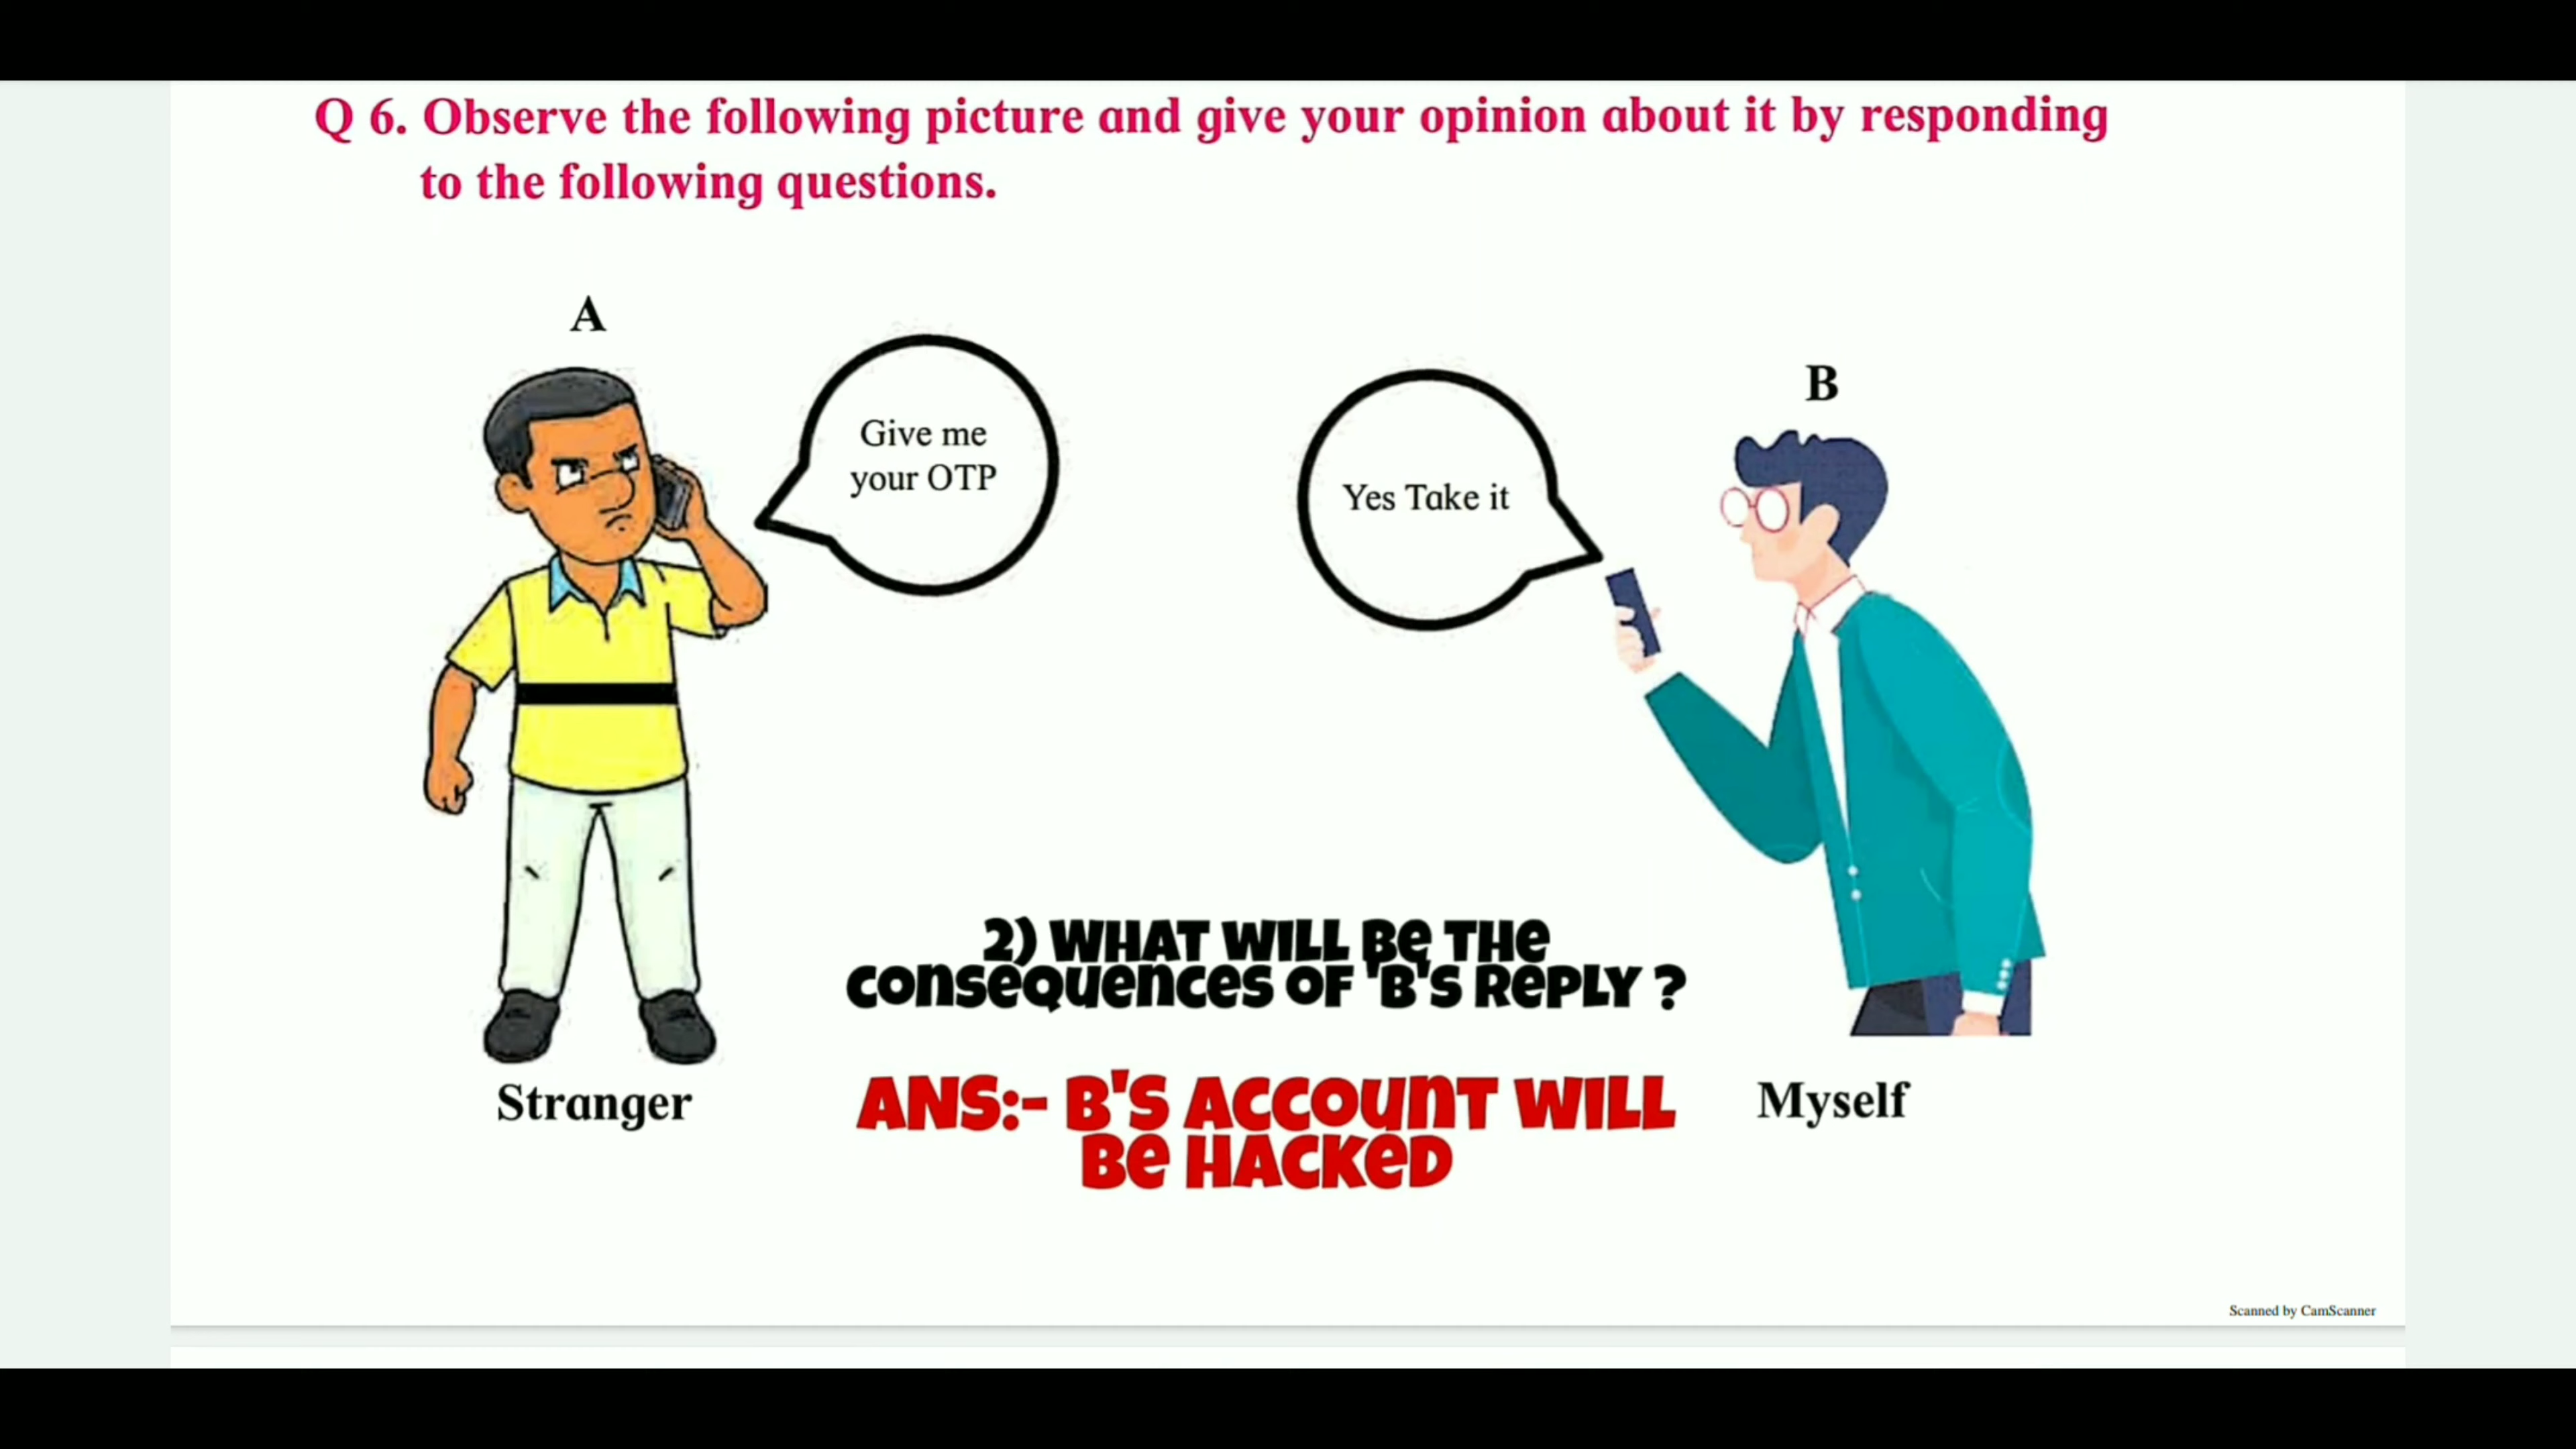 Q 6. Observe the following picture and give your opinion about it by responding
to the following questions.
A
Give me
your OTP
B
Yes Take it
2) WHAT WILL BE THE
CONSEQUENCES OF 'B'S REPLY ?
Stranger
ANS:- B'S ACCOUNT WILL
BE HACKED
Myself
Scanned by CamScanner